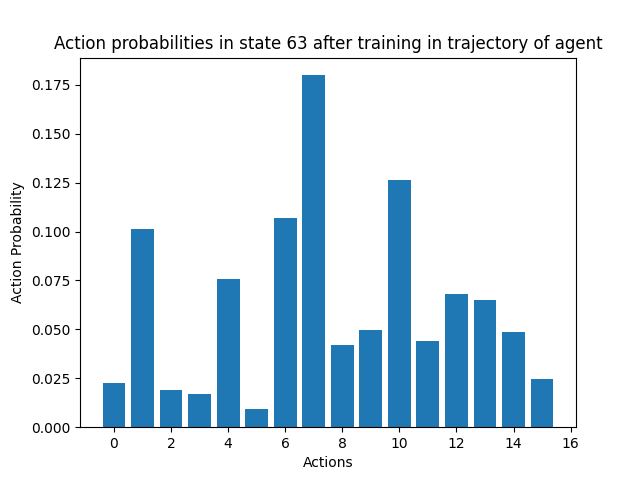 Action probabilities in state 63 after training in trajectory of agent
0.175
0.150
0.125
0.100
0.075
0.050
0.025
0.000
Action Probability
0 2 4 6 8 10 12 14 16
Actions